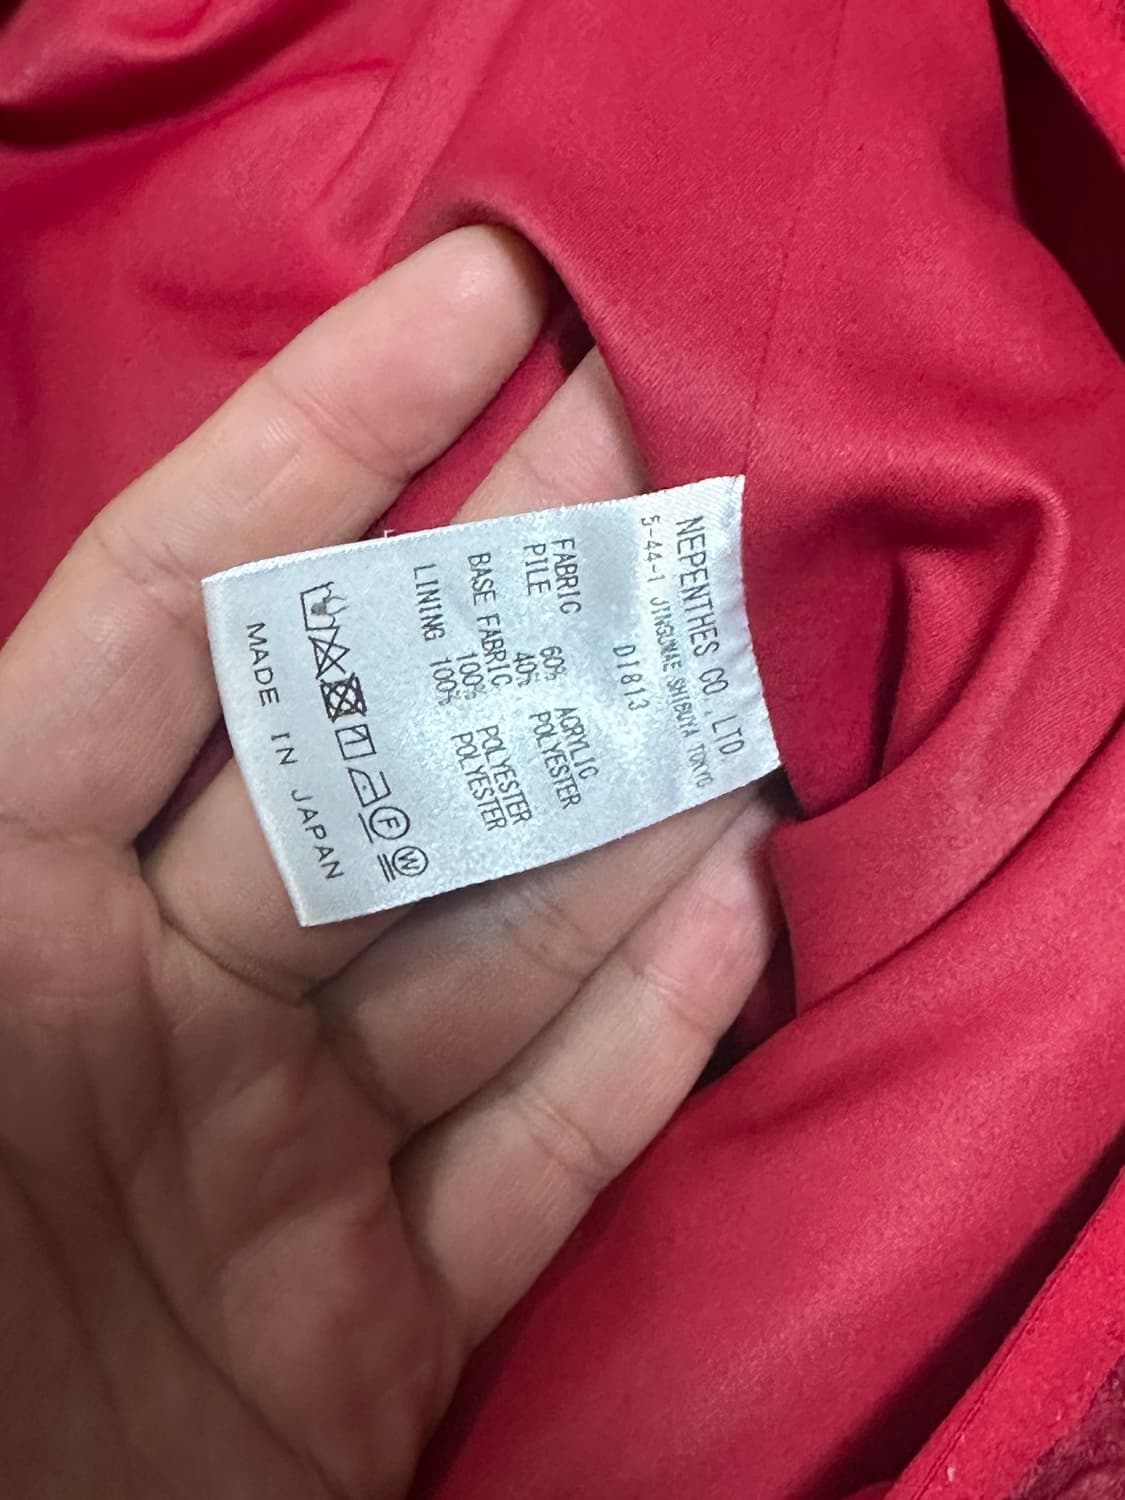 NEPENTHES CO.,LTD
5-44-1 JINGUMAE SHIBUYA TOKYO
DI813
FABRIC
PILE 60% ACRYLIC
40% POLYESTER
BASE FABRIC 100% POLYESTER
LINING 100% POLYESTER
F W
MADE IN JAPAN